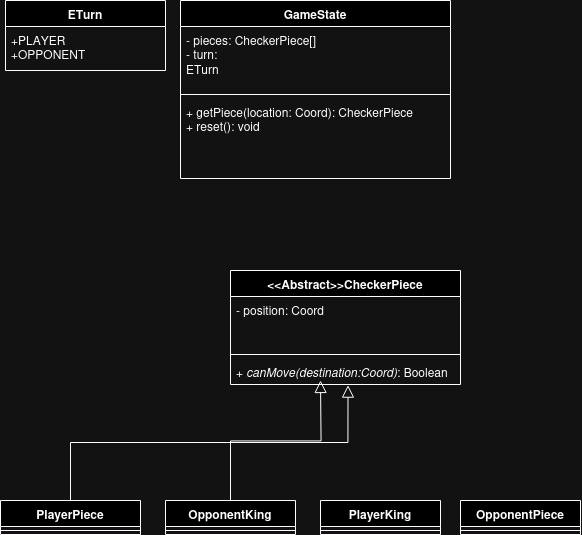 ETurn
+PLAYER
+OPPONENT
GameState
- pieces: CheckerPiece[]
- turn:
ETurn
+ getPiece(location: Coord): CheckerPiece
+ reset(): void
<<Abstract>>CheckerPiece
- position: Coord
+ canMove(destination:Coord): Boolean
PlayerPiece
OpponentKing
PlayerKing
OpponentPiece